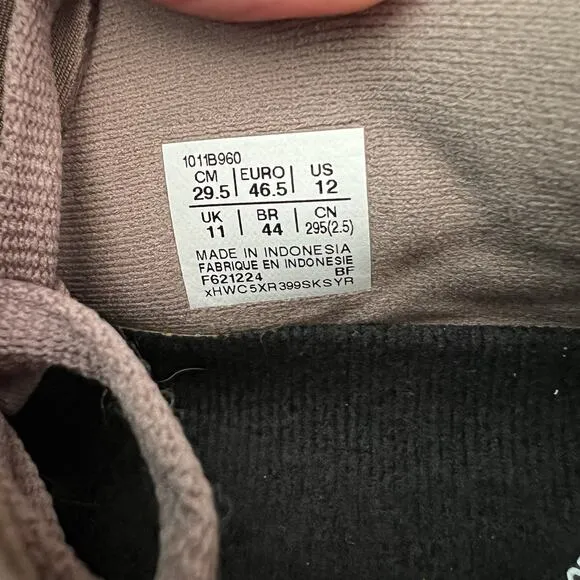 1011B960
CM | EURO | US
29.5 | 46.5 | 12
UK | BR | CN
11 | 44 | 295(2.5)
MADE IN INDONESIA
FABRIQUE EN INDONESIE
F621224 BF
xHWC5XR399SKSYR